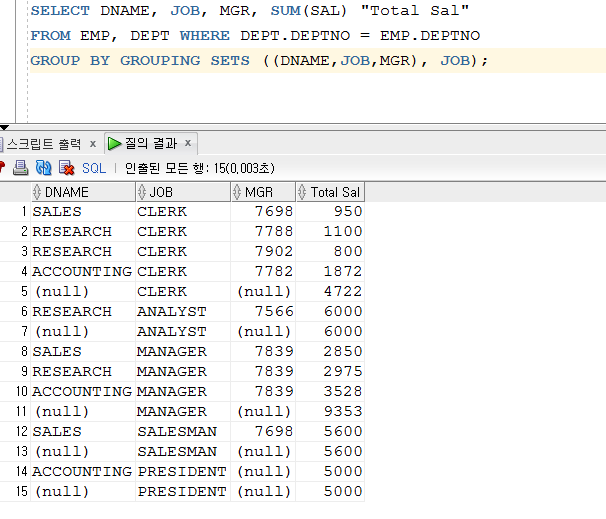 SELECT DNAME, JOB, MGR, SUM(SAL) "Total Sal"
FROM EMP, DEPT WHERE DEPT.DEPTNO = EMP.DEPTNO
GROUP BY GROUPING SETS ((DNAME,JOB,MGR), JOB);
스크립트 출력 x 질의 결과 x
SQL | 인출된 모든 행: 15(0,003초)
DNAME JOB MGR Total Sal
1 SALES CLERK 7698 950
2 RESEARCH CLERK 7788 1100
3 RESEARCH CLERK 7902 800
4 ACCOUNTING CLERK 7782 1872
5 (null) CLERK (null) 4722
6 RESEARCH ANALYST 7566 6000
7 (null) ANALYST (null) 6000
8 SALES MANAGER 7839 2850
9 RESEARCH MANAGER 7839 2975
10 ACCOUNTING MANAGER 7839 3528
11 (null) MANAGER (null) 9353
12 SALES SALESMAN 7698 5600
13 (null) SALESMAN (null) 5600
14 ACCOUNTING PRESIDENT (null) 5000
15 (null) PRESIDENT (null) 5000